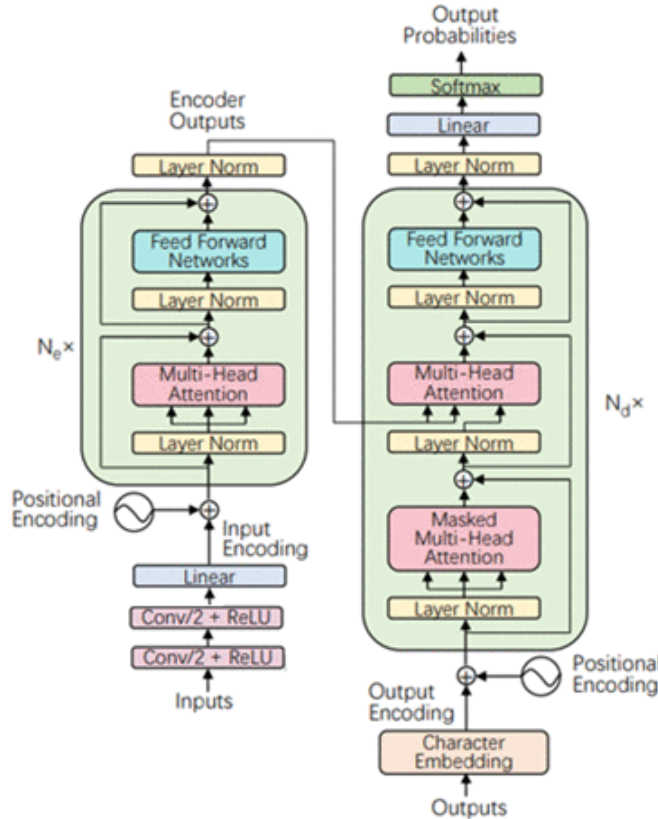 Output
Probabilities
Softmax
Linear
Layer Norm
Feed Forward
Networks
Layer Norm
Multi-Head
Attention
Layer Norm
Masked
Multi-Head
Attention
Layer Norm
N_d×
Positional
Encoding
Output
Encoding
Character
Embedding
Outputs
Encoder
Outputs
Layer Norm
Feed Forward
Networks
Layer Norm
Multi-Head
Attention
Layer Norm
N_e×
Positional
Encoding
Input
Encoding
Linear
Conv/2 + ReLU
Conv/2 + ReLU
Inputs